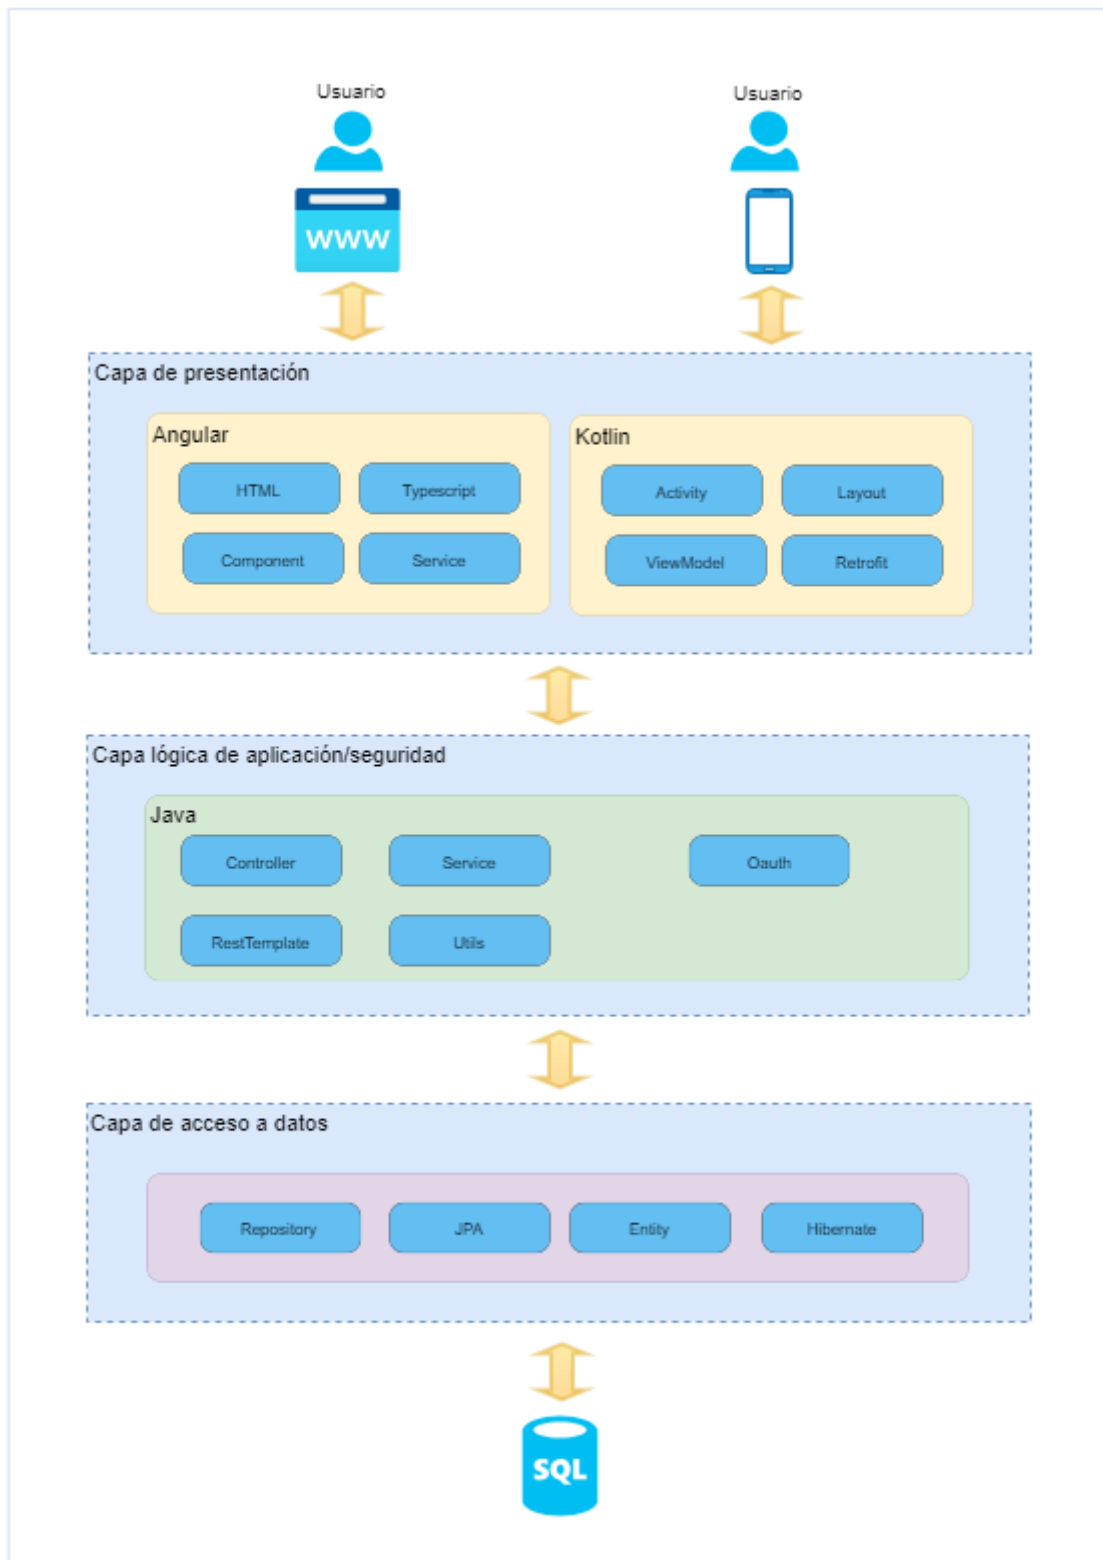 Usuario
Usuario
WWW
Capa de presentación
Angular
HTML
Typescript
Component
Service
Kotlin
Activity
Layout
ViewModel
Retrofit
Capa lógica de aplicación/seguridad
Java
Controller
Service
Oauth
RestTemplate
Utils
Capa de acceso a datos
Repository
JPA
Entity
Hibernate
SQL